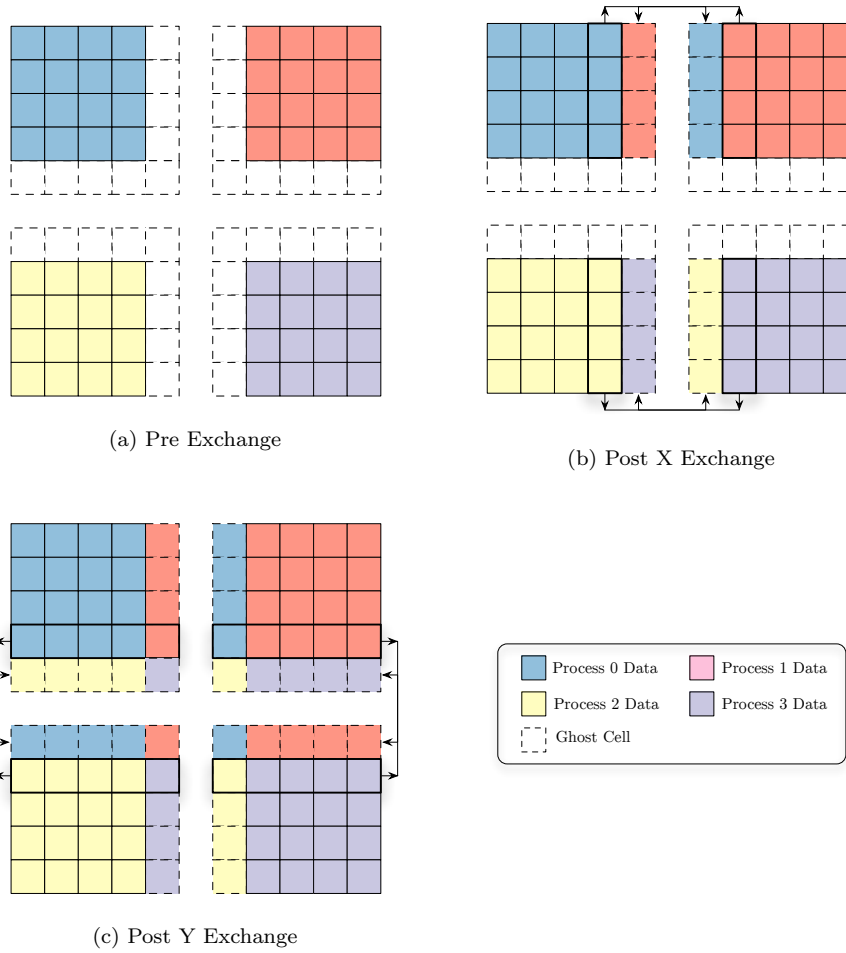 (a) Pre Exchange
(b) Post X Exchange
Process 0 Data Process 1 Data
Process 2 Data Process 3 Data
Ghost Cell
(c) Post Y Exchange